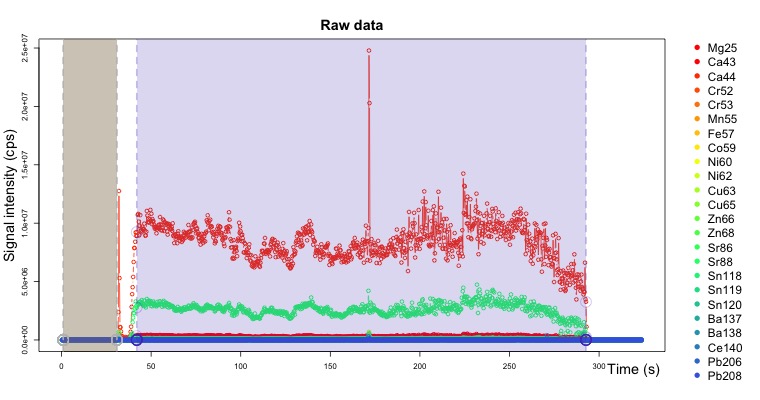 Raw data
Signal intensity (cps)
2.5e+07
2.0e+07
1.5e+07
1.0e+07
5.0e+06
0.0e+00
0 50 100 150 200 250 300 Time (s)
Mg25
Ca43
Ca44
Cr52
Cr53
Mn55
Fe57
Co59
Ni60
Ni62
Cu63
Cu65
Zn66
Zn68
Sr86
Sr88
Sn118
Sn119
Sn120
Ba137
Ba138
Ce140
Pb206
Pb208